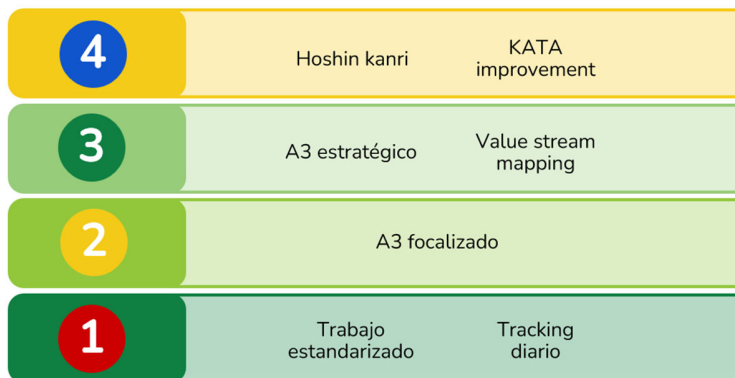 4
Hoshin kanri
KATA
improvement
3
A3 estratégico
Value stream
mapping
2
A3 focalizado
1
Trabajo
estandarizado
Tracking
diario